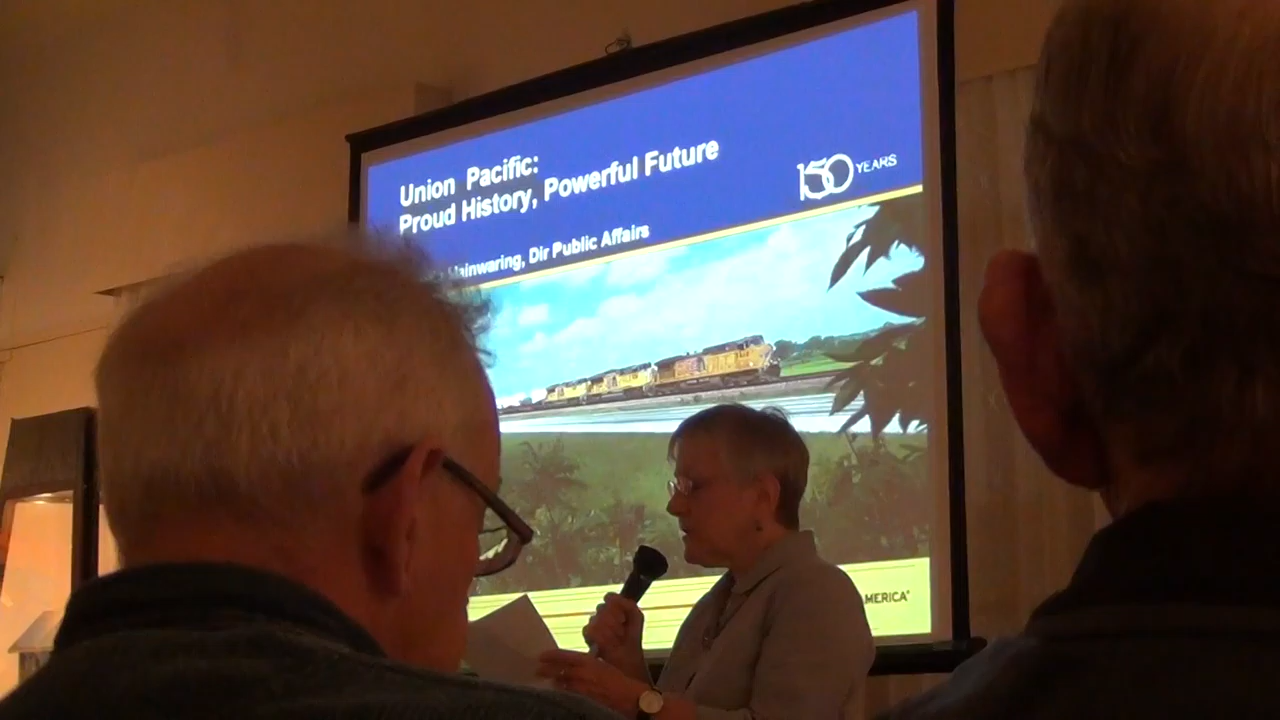 Union Pacific:
Proud History, Powerful Future
150 YEARS
Mainwaring, Dir Public Affairs
AMERICA®